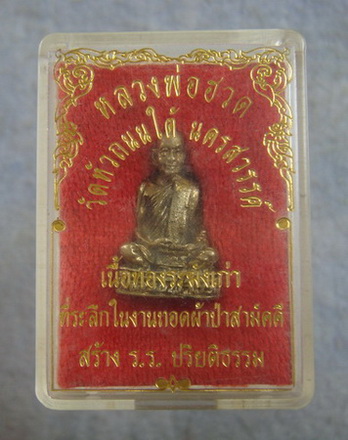 หลวงพ่อฮวด
วัดหัวถนนใต้ นครสวรรค์
เนื้อทองระฆังเก่า
ที่ระลึกในงานทอดผ้าป่าสามัคคี
สร้าง ร.ร. ปริยัติธรรม